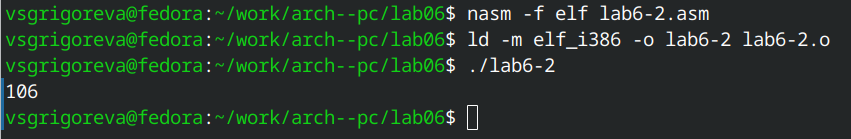 vsgrigoreva@fedora:~/work/arch--pc/lab06$ nasm -f elf lab6-2.asm
vsgrigoreva@fedora:~/work/arch--pc/lab06$ ld -m elf_i386 -o lab6-2 lab6-2.o
vsgrigoreva@fedora:~/work/arch--pc/lab06$ ./lab6-2
106
vsgrigoreva@fedora:~/work/arch--pc/lab06$